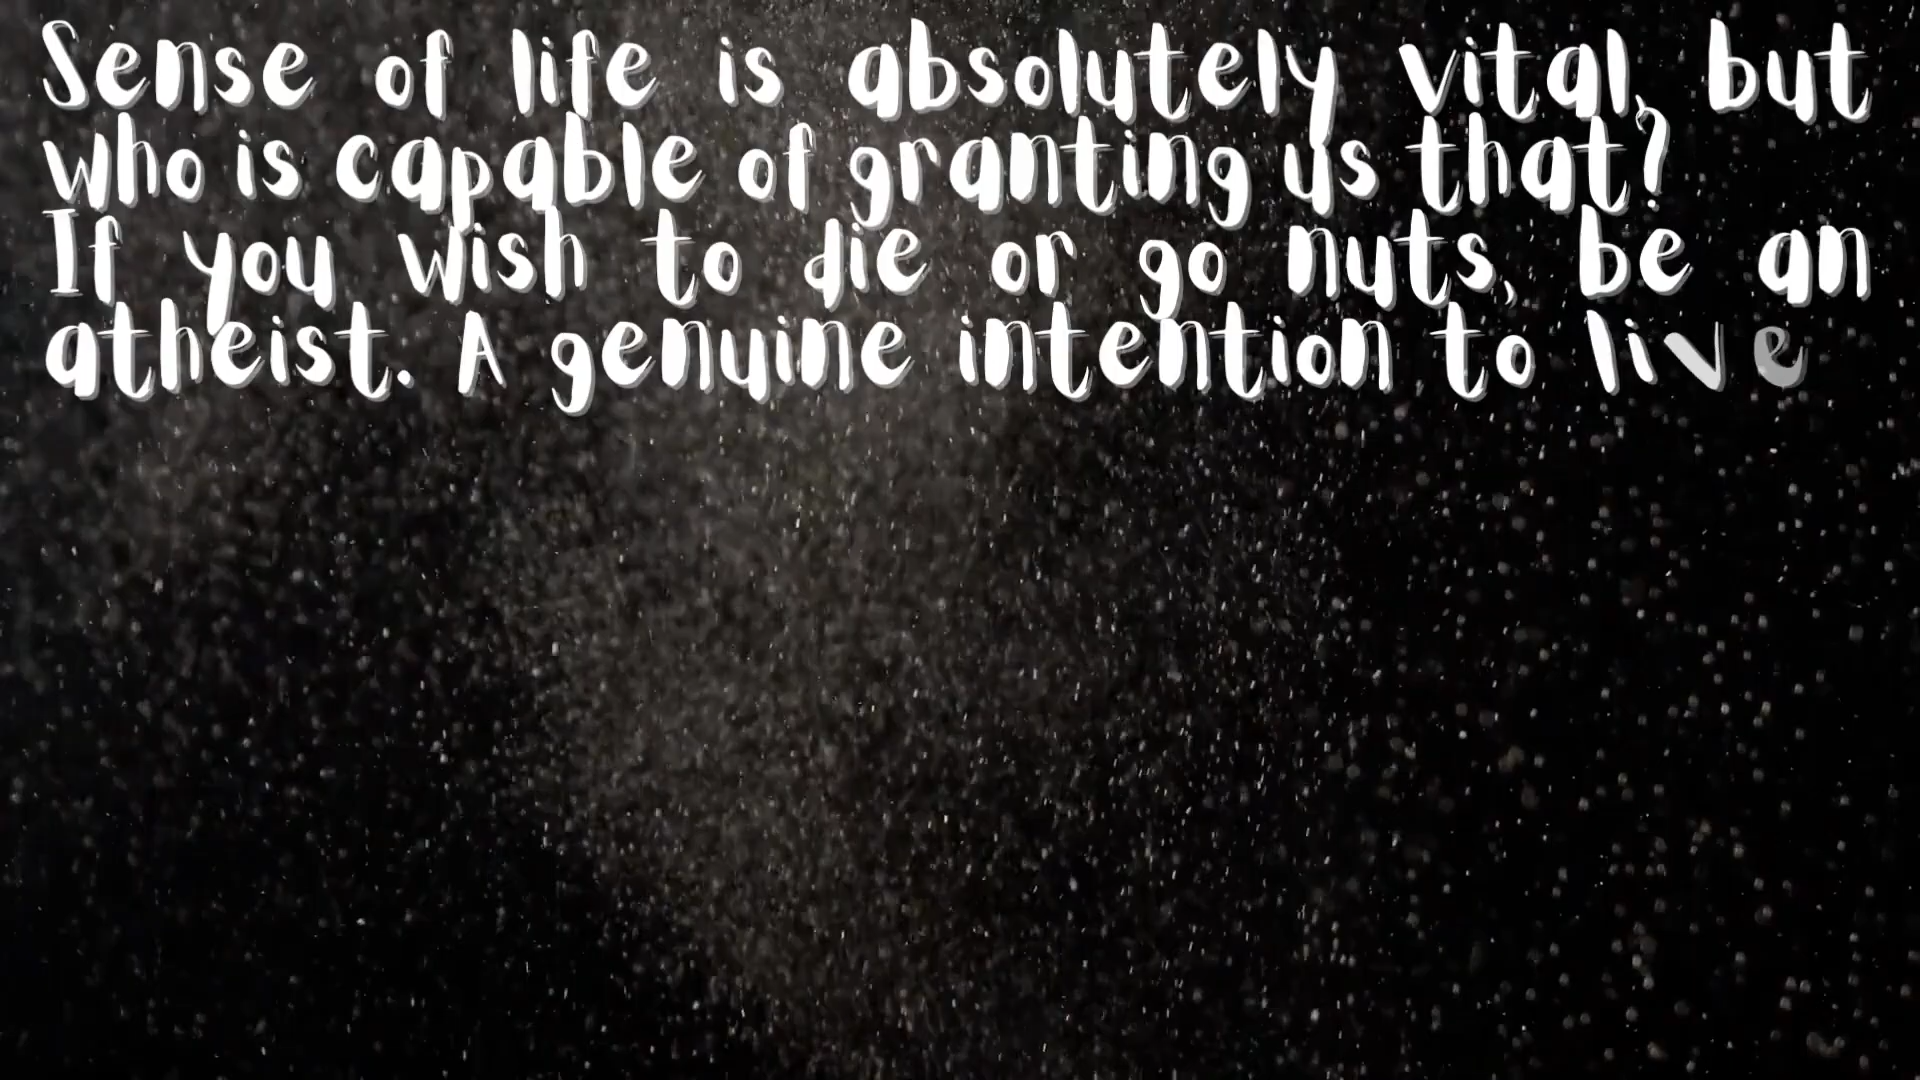 Sense of life is absolutely vital, but
who is capable of granting us that?
If you wish to die or go nuts, be an
atheist. A genuine intention to live